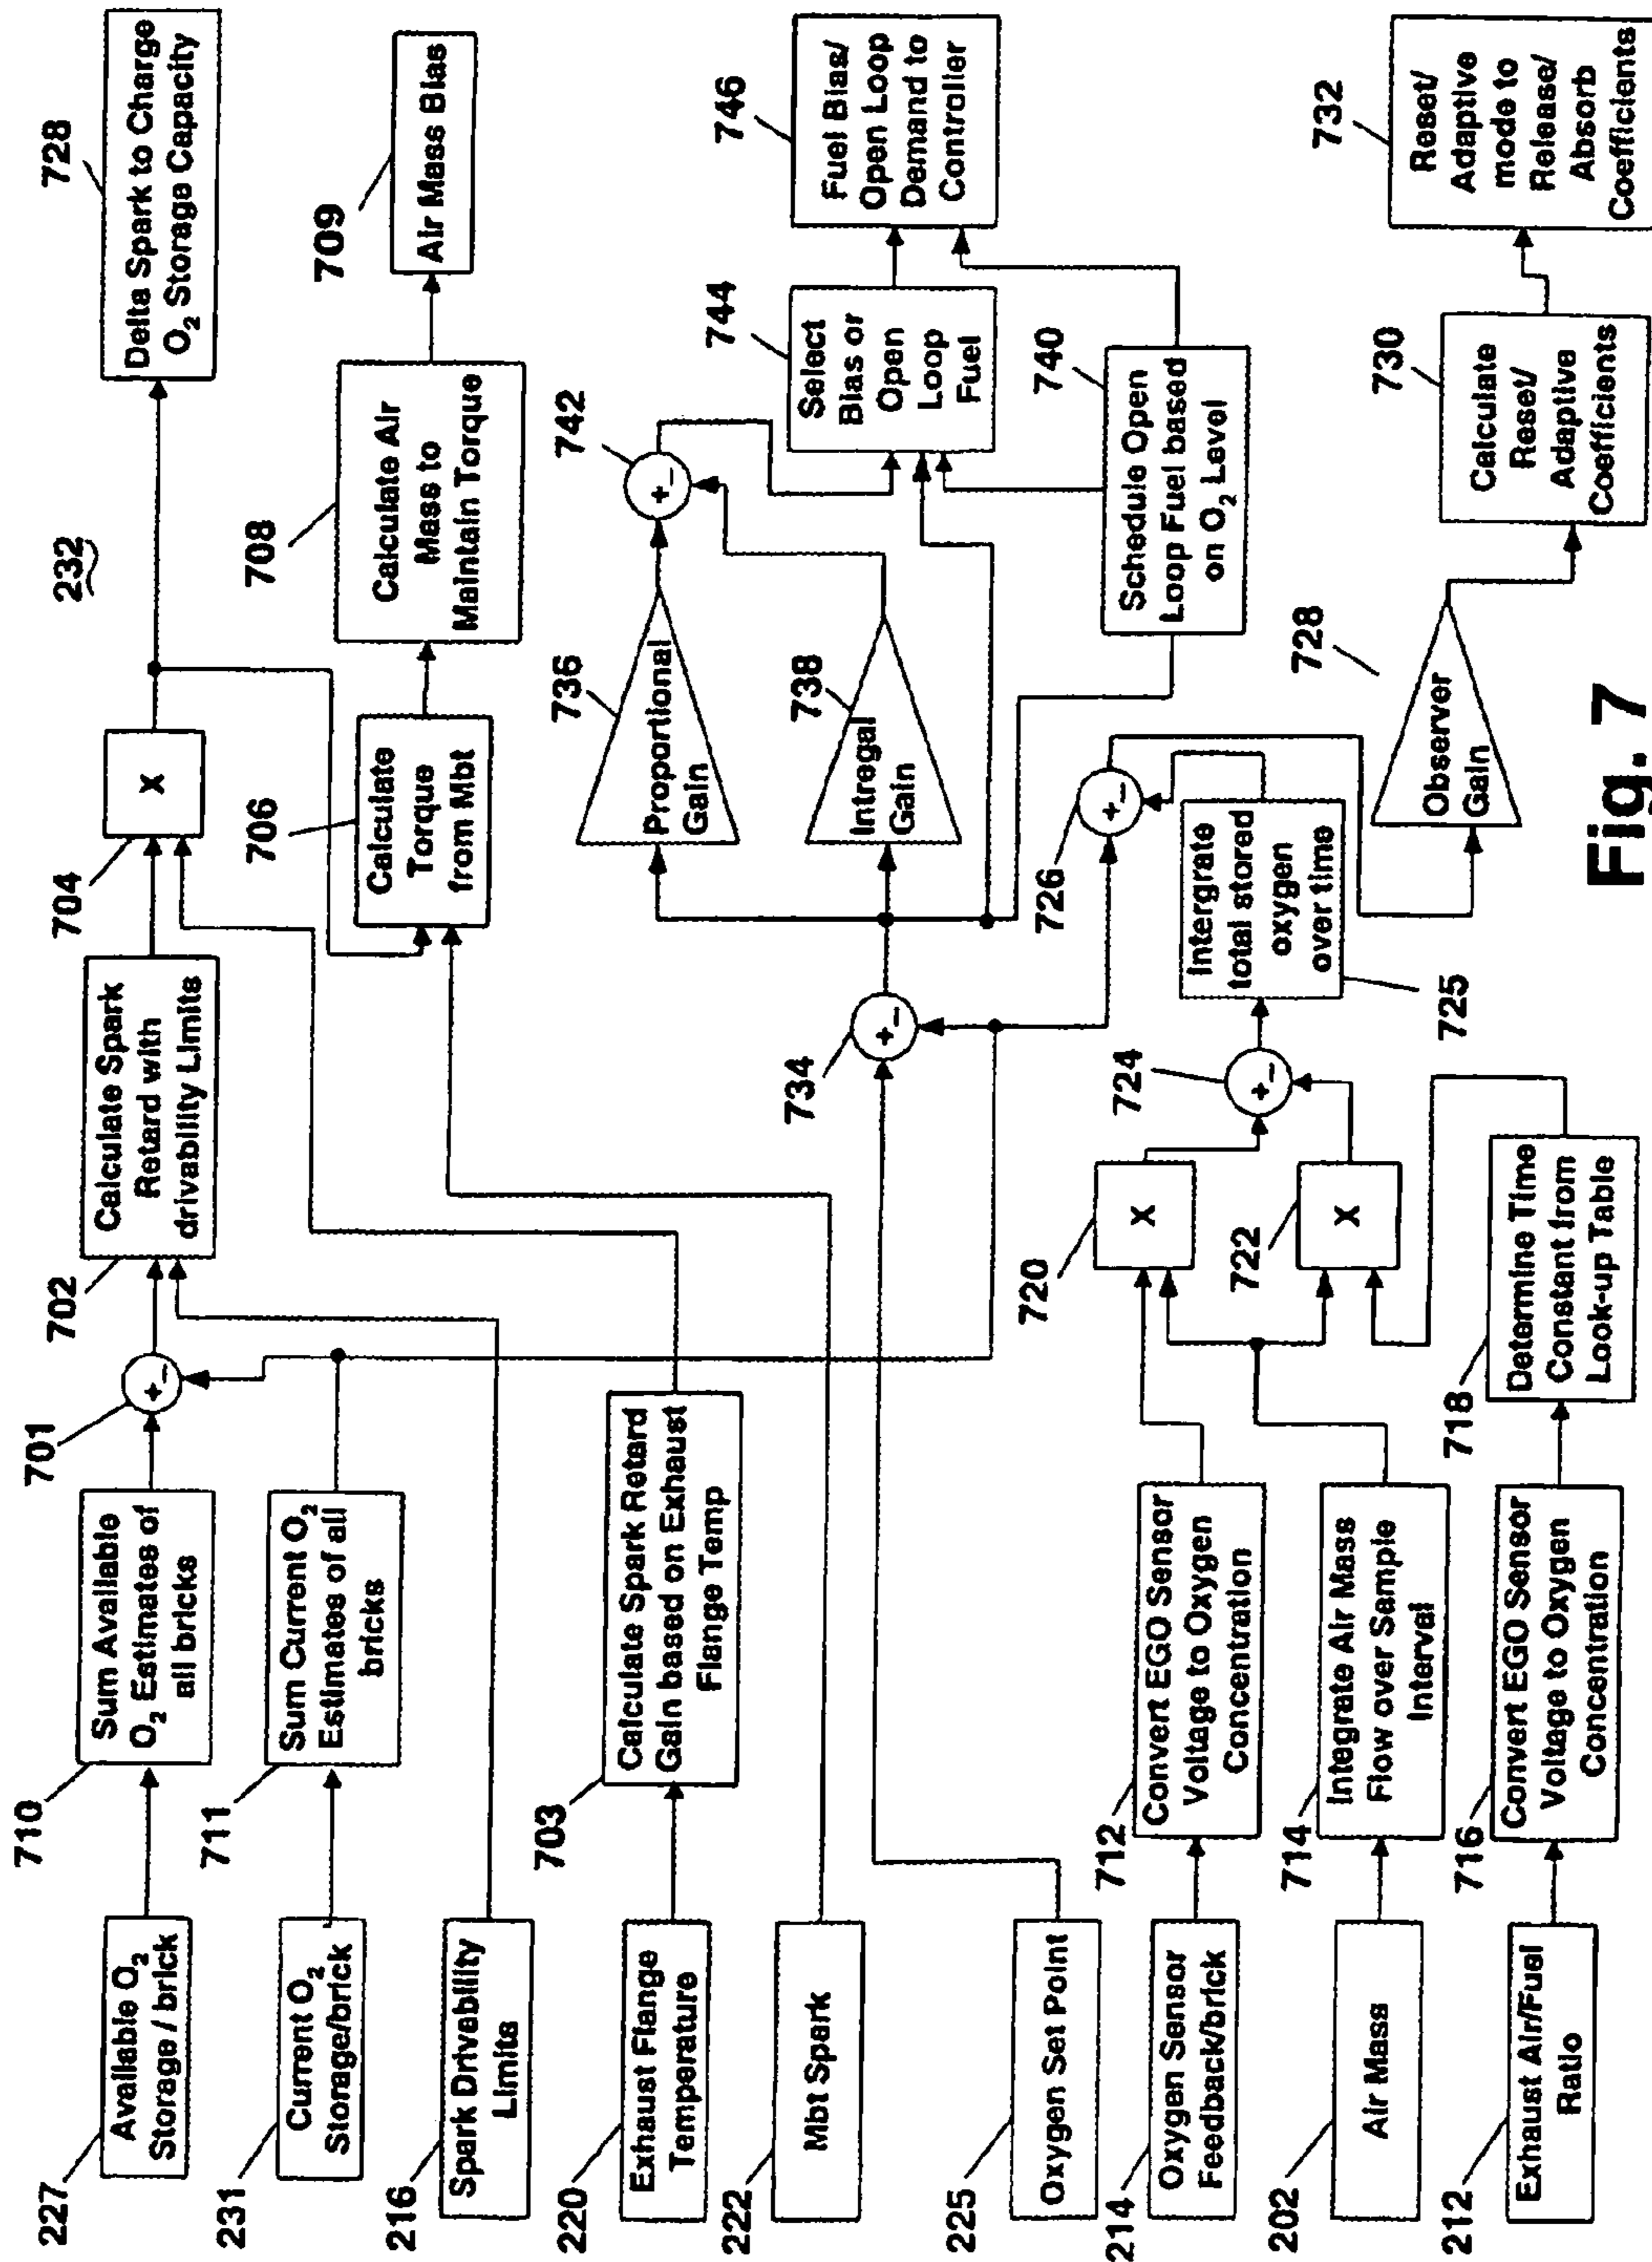 232
227
Available O₂
Storage / brick
710
Sum Available
O₂ Estimates of
all bricks
701
+
-
702
Calculate Spark
Retard with
drivability Limits
704
X
728
Delta Spark to Charge
O₂ Storage Capacity
231
Current O₂
Storage/brick
711
Sum Current O₂
Estimates of all
bricks
216
Spark Drivability
Limits
706
Calculate
Torque
from Mbt
708
Calculate Air
Mass to
Maintain Torque
709
Air Mass Bias
220
Exhaust Flange
Temperature
703
Calculate Spark Retard
Gain based on Exhaust
Flange Temp
222
Mbt Spark
736
Proportional
Gain
742
+
-
744
Select
Bias or
Open
Loop
Fuel
746
Fuel Bias/
Open Loop
Demand to
Controller
225
Oxygen Set Point
734
+
-
738
Intregal
Gain
740
Schedule Open
Loop Fuel based
on O₂ Level
214
Oxygen Sensor
Feedback/brick
712
Convert EGO Sensor
Voltage to Oxygen
Concentration
720
X
724
+
-
725
Intergrate
total stored
oxygen
over time
726
+
-
202
Air Mass
714
Integrate Air Mass
Flow over Sample
Interval
722
X
728
Observer
Gain
730
Calculate
Reset/
Adaptive
Coefficients
732
Reset/
Adaptive
mode to
Release/
Absorb
Coefficients
212
Exhaust Air/Fuel
Ratio
716
Convert EGO Sensor
Voltage to Oxygen
Concentration
718
Determine Time
Constant from
Look-up Table
Fig. 7